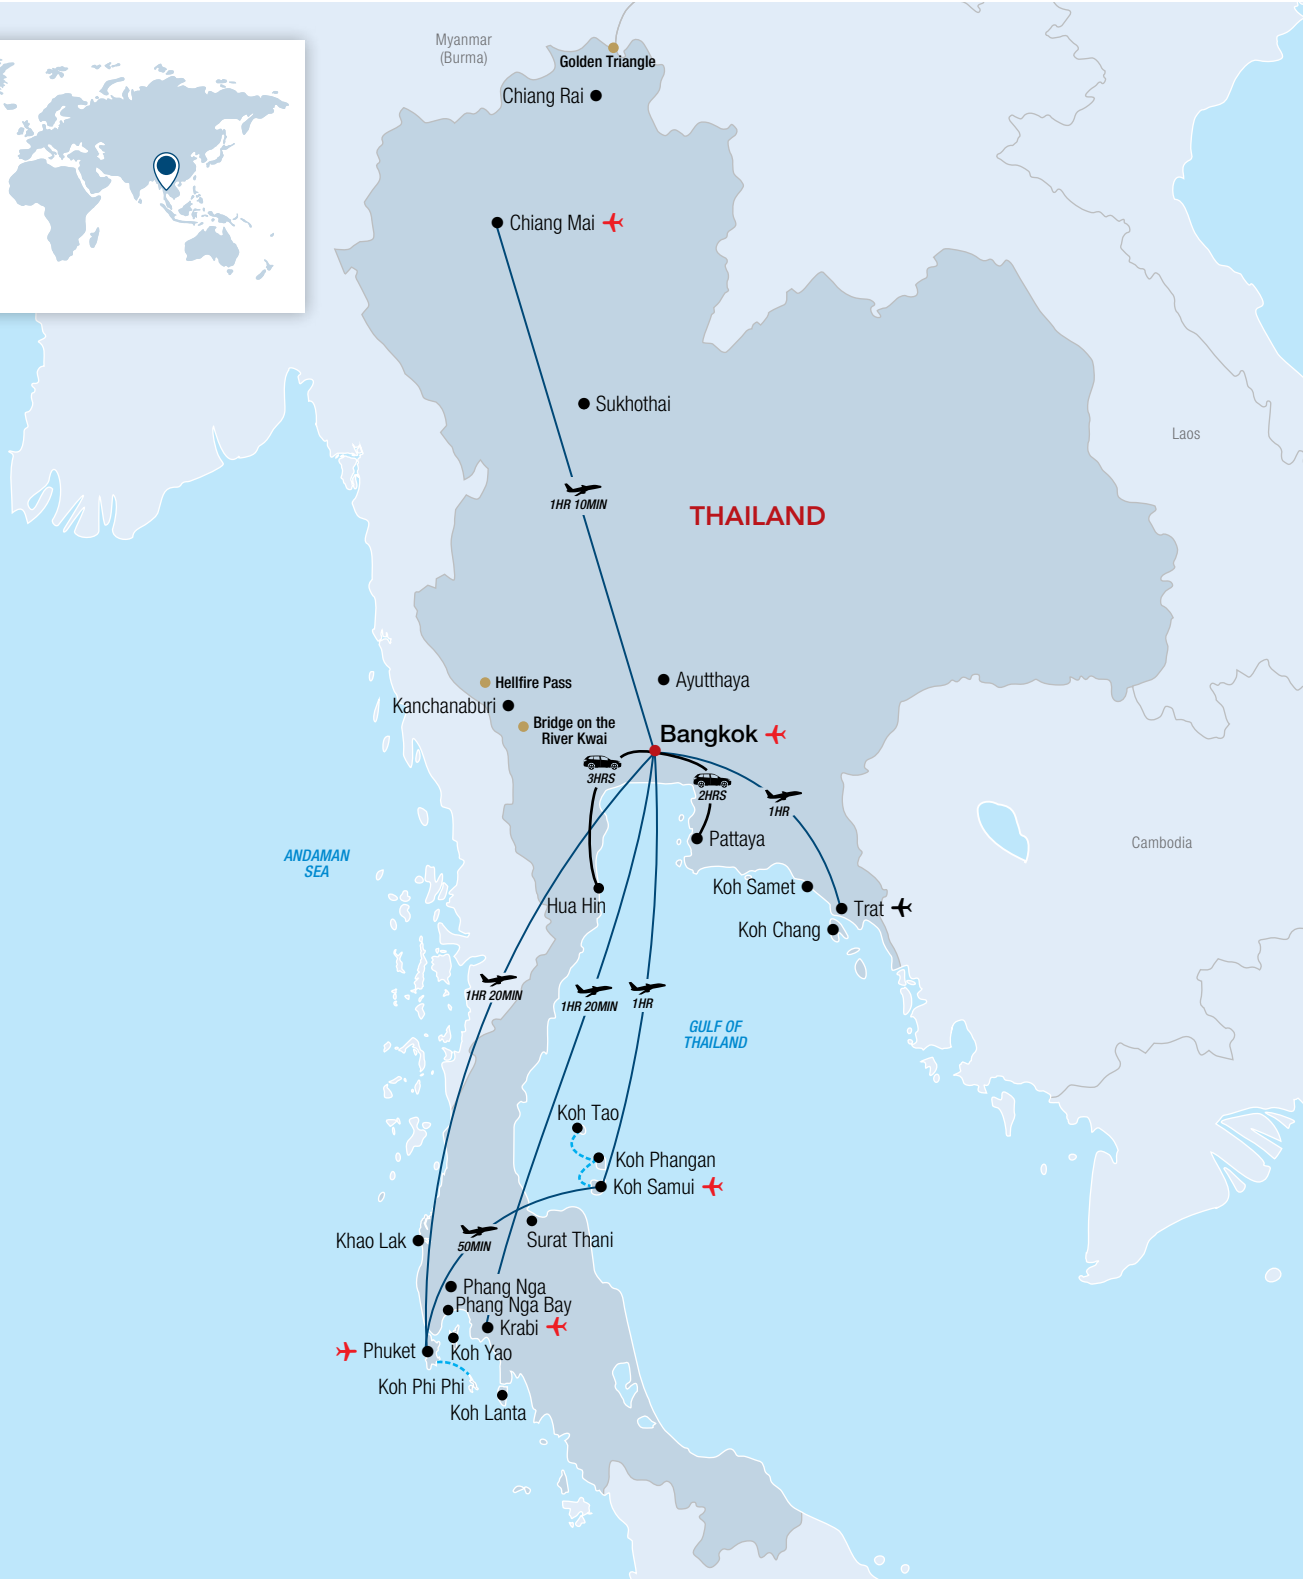 Myanmar
(Burma)
Golden Triangle
Chiang Rai
Chiang Mai
Sukhothai
Laos
1HR 10MIN
THAILAND
Ayutthaya
Hellfire Pass
Kanchanaburi
Bridge on the
River Kwai
Bangkok
3HRS
2HRS
1HR
Pattaya
Cambodia
ANDAMAN
SEA
Koh Samet
Hua Hin
Trat
Koh Chang
1HR 20MIN
1HR 20MIN
1HR
GULF OF
THAILAND
Koh Tao
Koh Phangan
Koh Samui
Khao Lak
50MIN
Surat Thani
Phang Nga
Phang Nga Bay
Krabi
Phuket
Koh Yao
Koh Phi Phi
Koh Lanta